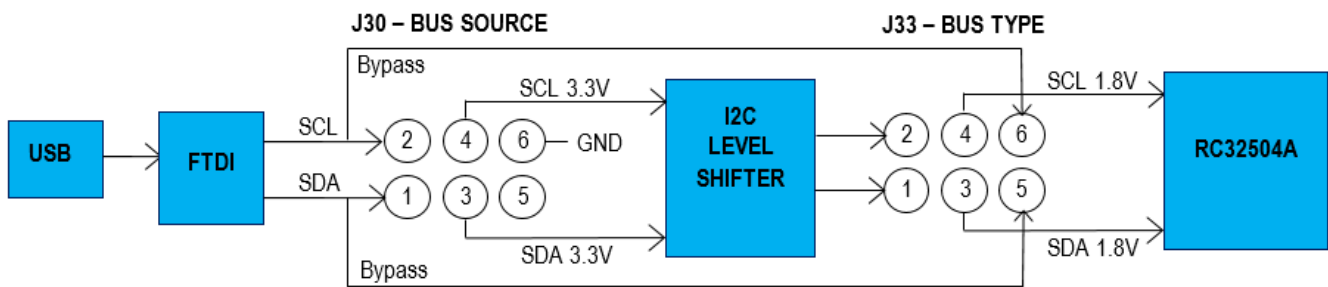 J30 – BUS SOURCE
J33 – BUS TYPE
Bypass
SCL 3.3V
SCL 1.8V
USB
FTDI
SCL
2
4
6
GND
SDA
1
3
5
I2C
LEVEL
SHIFTER
2
4
6
1
3
5
RC32504A
SDA 3.3V
SDA 1.8V
Bypass